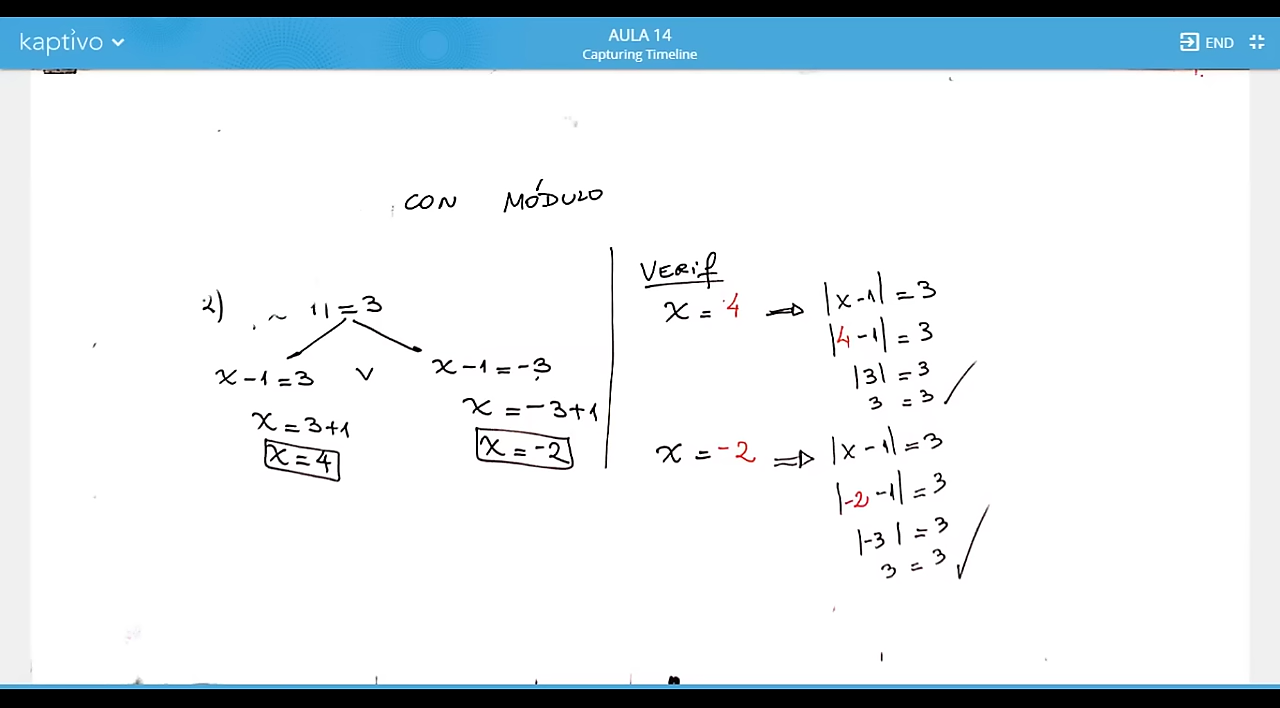 kaptivo
AULA 14
Capturing Timeline
END
CON MÓDULO
2) 1| = 3
x - 1 = 3 ∨ x - 1 = -3
x = 3 + 1
x = -3 + 1
x = 4
x = -2
VERIF
x = 4 ⇒ |x - 1| = 3
|4 - 1| = 3
|3| = 3
3 = 3 ✓
x = -2 ⇒ |x - 1| = 3
|-2 - 1| = 3
|-3| = 3
3 = 3 ✓